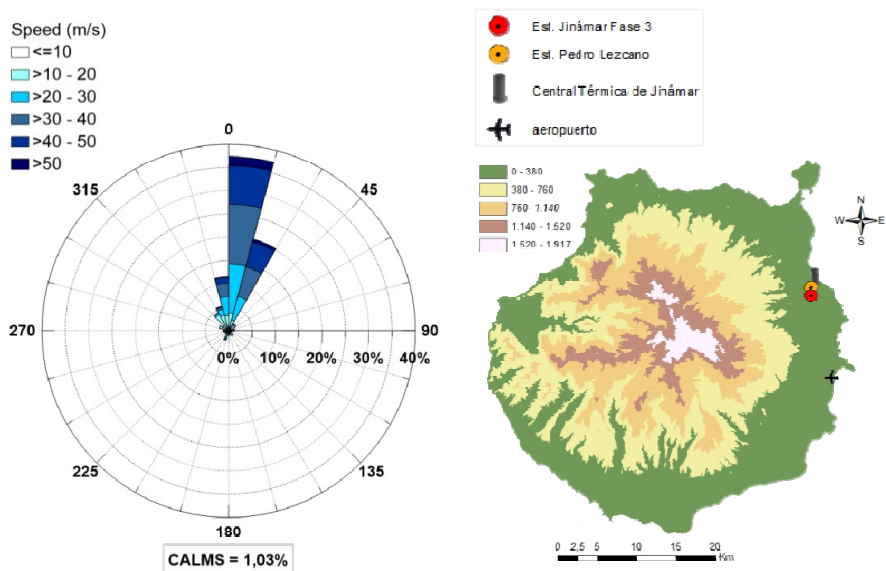 Speed (m/s)
<=10
>10 - 20
>20 - 30
>30 - 40
>40 - 50
>50
0
45
90
135
180
225
270
315
0%
10%
20%
30%
40%
CALMS = 1,03%
Est. Jinámar Fase 3
Est. Pedro Lezcano
Central Térmica de Jinámar
aeropuerto
0 - 380
380 - 760
760 - 1.140
1.140 - 1.520
1.520 - 1.917
N
W
E
S
0 2,5 5 10 15 20
Km